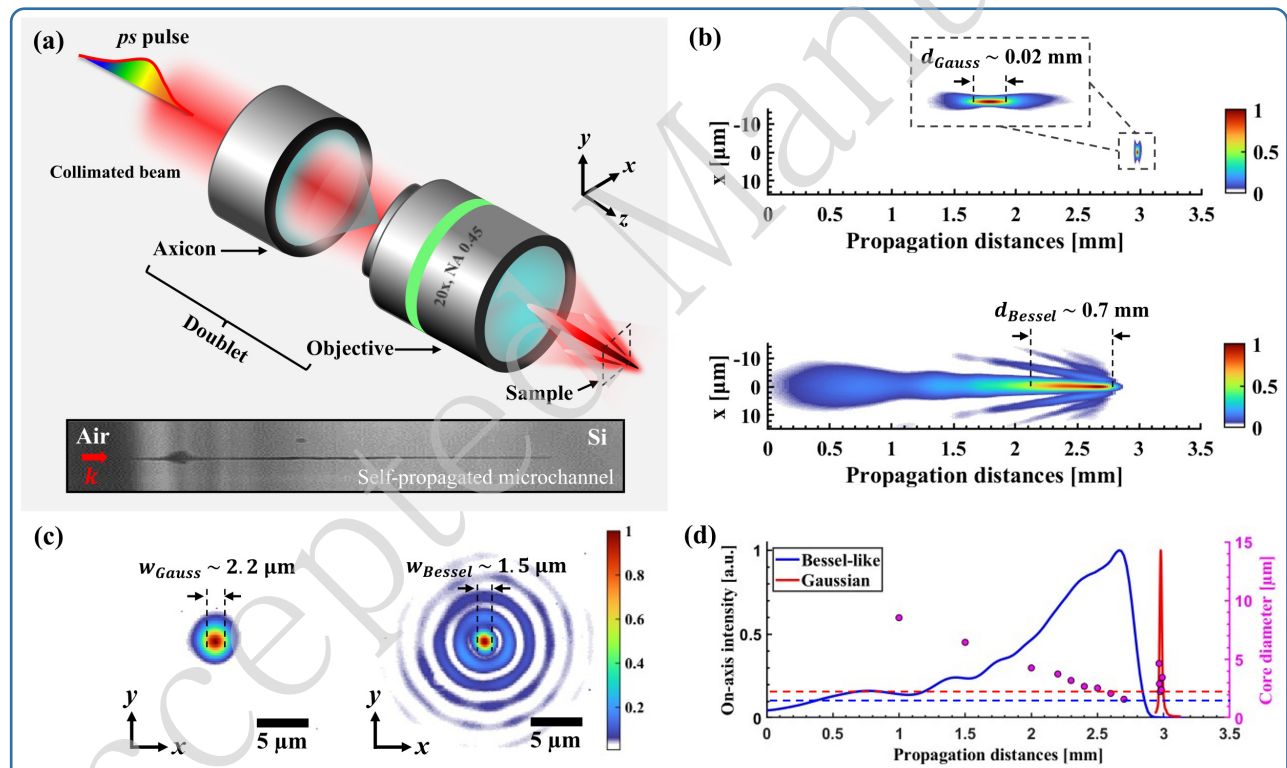 (a)
ps pulse
Collimated beam
Axicon
Doublet
Objective
20x, NA 0.45
Sample
y
x
z
Air
k
Si
Self-propagated microchannel
(b)
d_Gauss ~ 0.02 mm
x [μm]
-10
0
10
0 0.5 1 1.5 2 2.5 3 3.5
Propagation distances [mm]
1
0.5
0
d_Bessel ~ 0.7 mm
x [μm]
-10
0
10
0 0.5 1 1.5 2 2.5 3 3.5
Propagation distances [mm]
1
0.5
0
(c)
w_Gauss ~ 2.2 μm
y
x
5 μm
w_Bessel ~ 1.5 μm
y
x
5 μm
1
0.8
0.6
0.4
0.2
(d)
Bessel-like
Gaussian
On-axis intensity [a.u.]
1
0.5
0
0 0.5 1 1.5 2 2.5 3 3.5
Propagation distances [mm]
15
10
5
0
Core diameter [μm]
ccepted Man